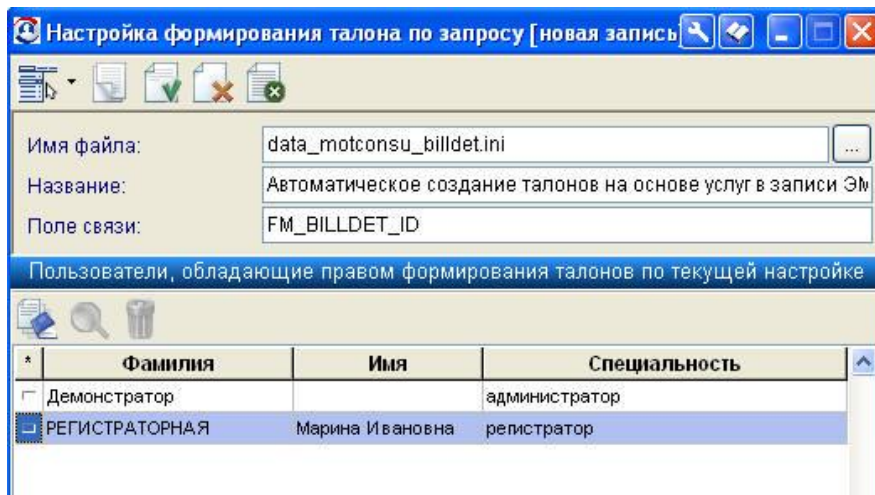 Настройка формирования талона по запросу [новая запись
Имя файла: data_motconsu_billdet.ini ...
Название: Автоматическое создание талонов на основе услуг в записи ЭМ
Поле связи: FM_BILLDET_ID
Пользователи, обладающие правом формирования талонов по текущей настройке
* Фамилия Имя Специальность
Демонстратор администратор
РЕГИСТРАТОРНАЯ Марина Ивановна регистратор